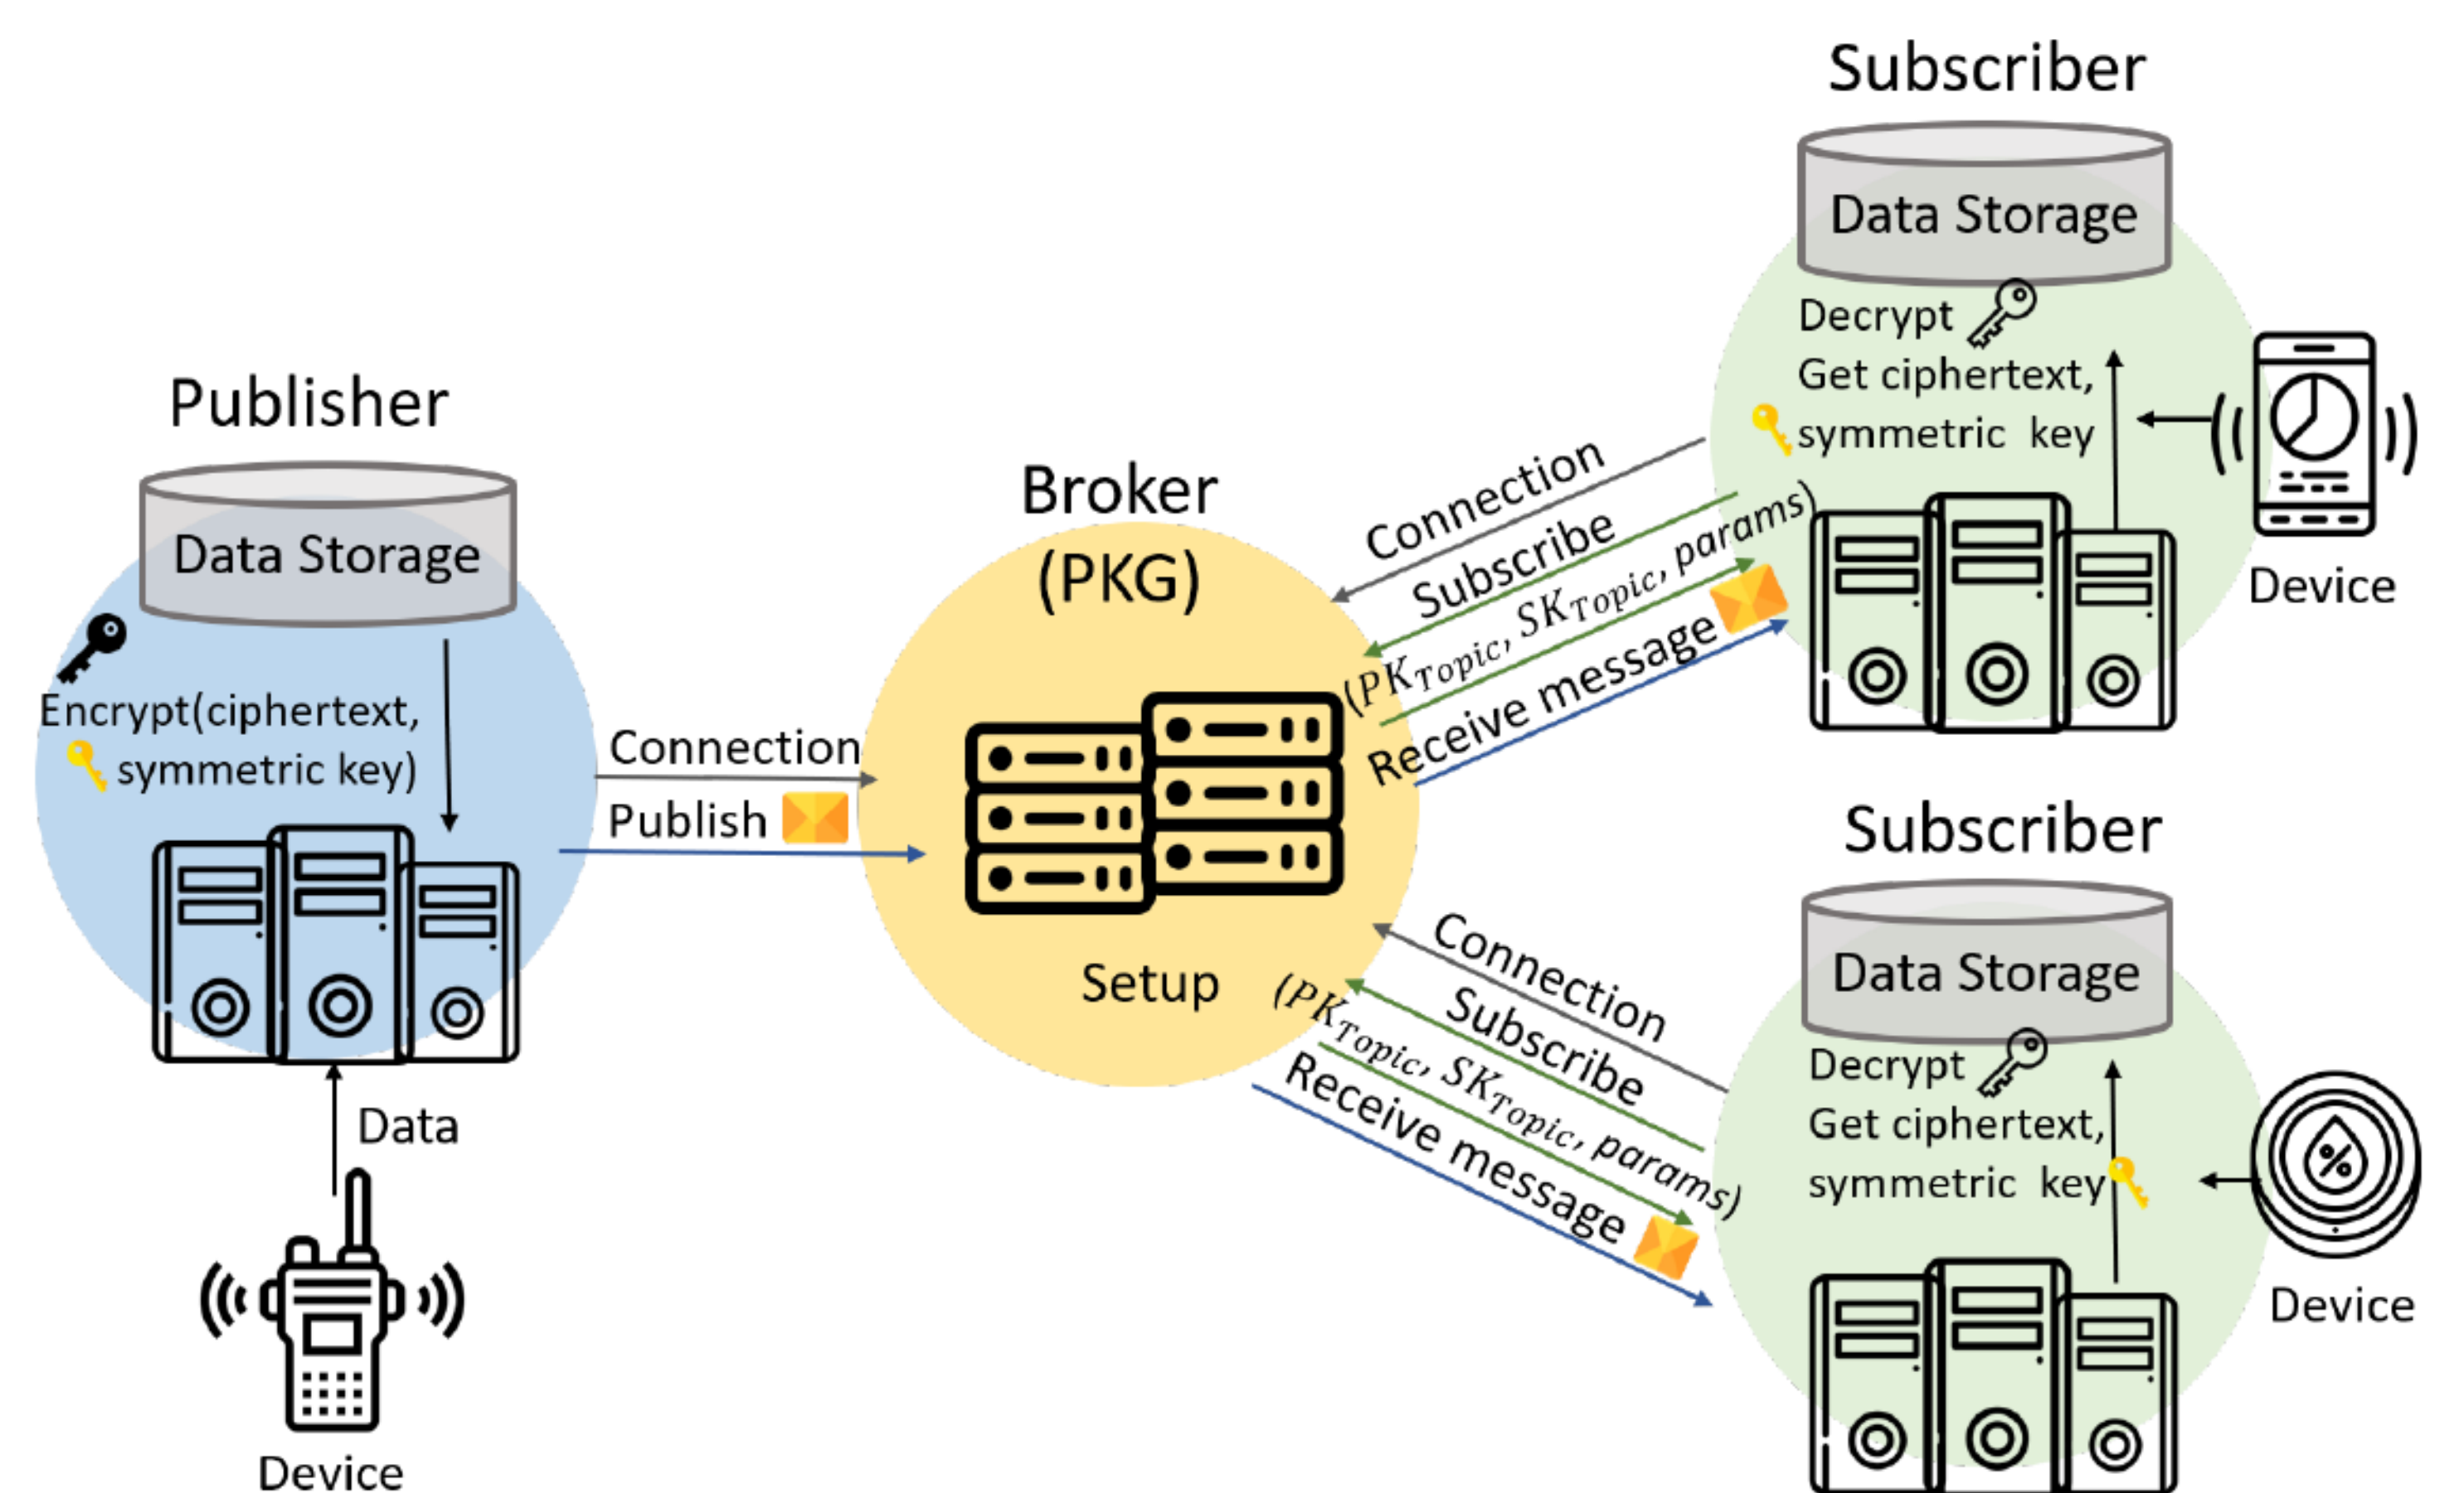 Publisher
Data Storage
Encrypt(ciphertext,
symmetric key)
Data
Device
Connection
Publish
Broker
(PKG)
Setup
Connection
Subscribe
(PK_Topic, SK_Topic, params)
Receive message
Connection
Subscribe
(PK_Topic, SK_Topic, params)
Receive message
Subscriber
Data Storage
Decrypt
Get ciphertext,
symmetric key
Device
Subscriber
Data Storage
Decrypt
Get ciphertext,
symmetric key
%
Device